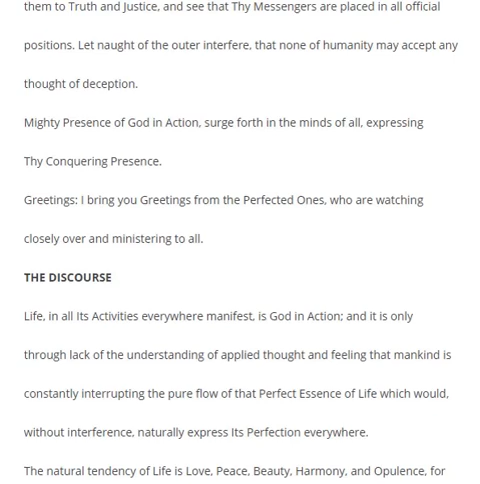 them to Truth and Justice, and see that Thy Messengers are placed in all official
positions. Let naught of the outer interfere, that none of humanity may accept any
thought of deception.
Mighty Presence of God in Action, surge forth in the minds of all, expressing
Thy Conquering Presence.
Greetings: I bring you Greetings from the Perfected Ones, who are watching
closely over and ministering to all.
THE DISCOURSE
Life, in all Its Activities everywhere manifest, is God in Action; and it is only
through lack of the understanding of applied thought and feeling that mankind is
constantly interrupting the pure flow of that Perfect Essence of Life which would,
without interference, naturally express Its Perfection everywhere.
The natural tendency of Life is Love, Peace, Beauty, Harmony, and Opulence, for